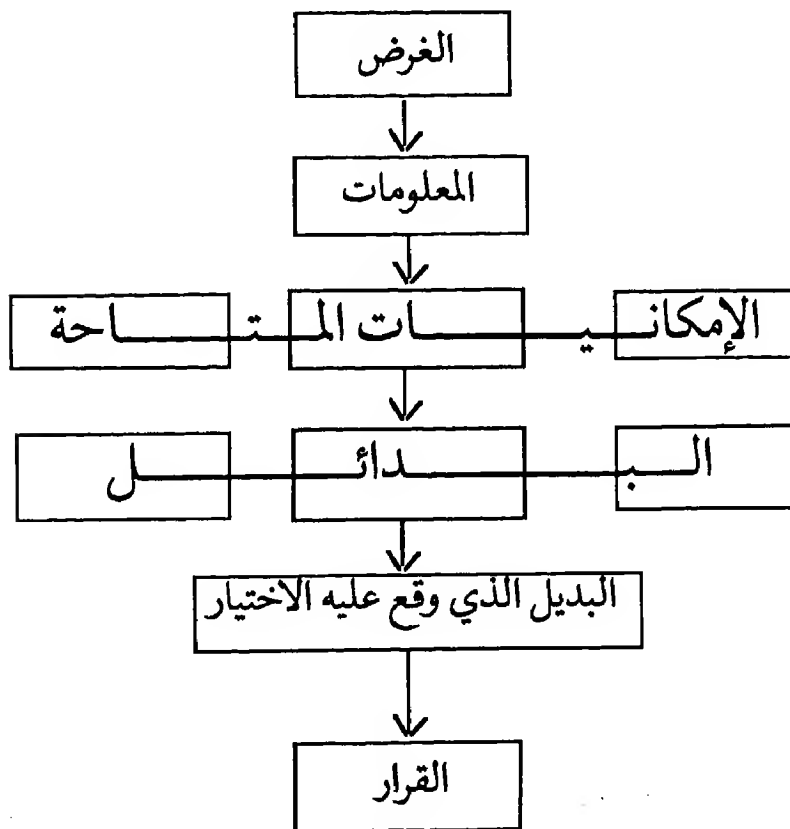 الغرض
المعلومات
الإمكانيات المتاحة
البدائل
البديل الذي وقع عليه الاختيار
القرار